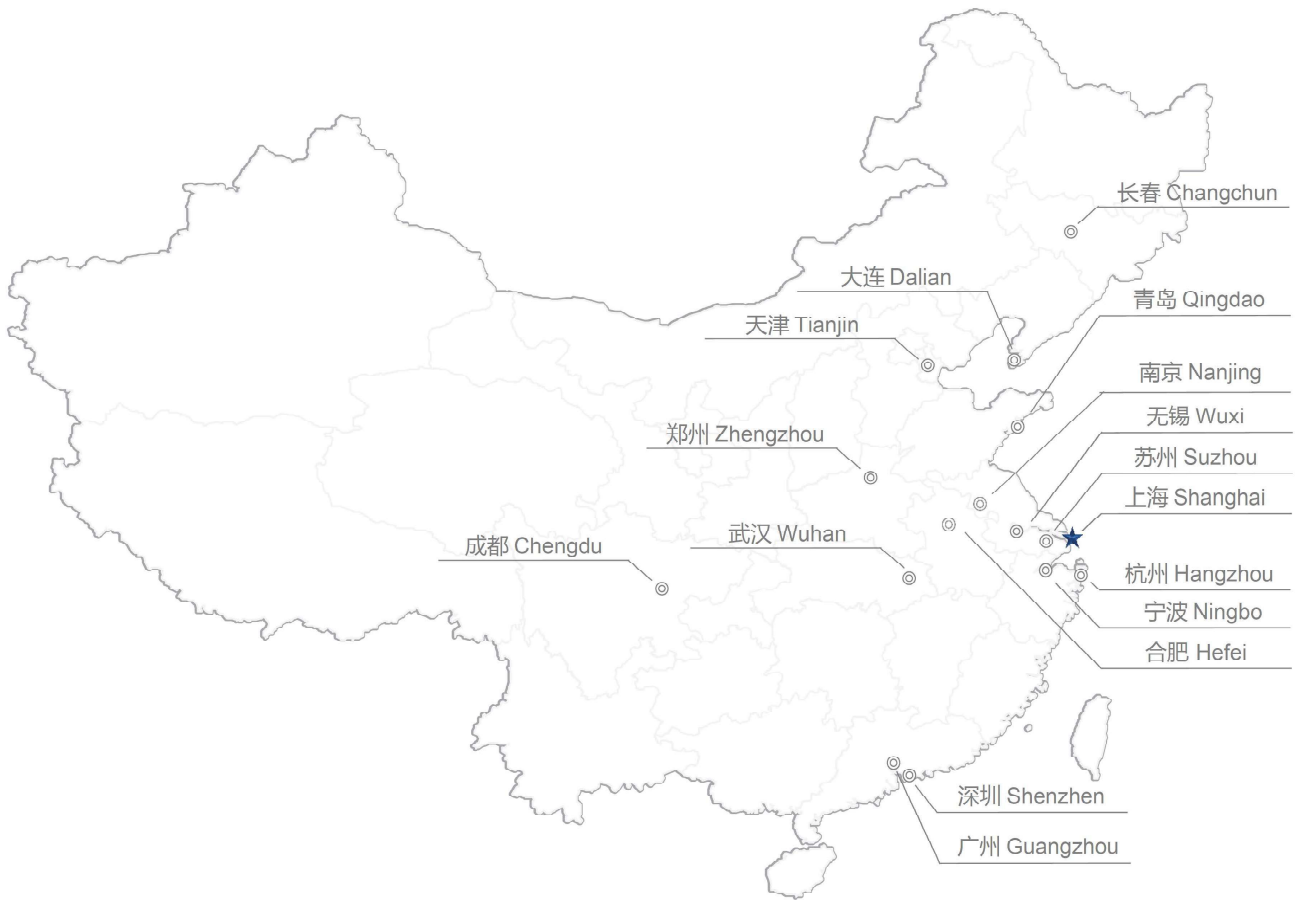 长春 Changchun
大连 Dalian
青岛 Qingdao
天津 Tianjin
南京 Nanjing
无锡 Wuxi
郑州 Zhengzhou
苏州 Suzhou
上海 Shanghai
武汉 Wuhan
成都 Chengdu
杭州 Hangzhou
宁波 Ningbo
合肥 Hefei
深圳 Shenzhen
广州 Guangzhou